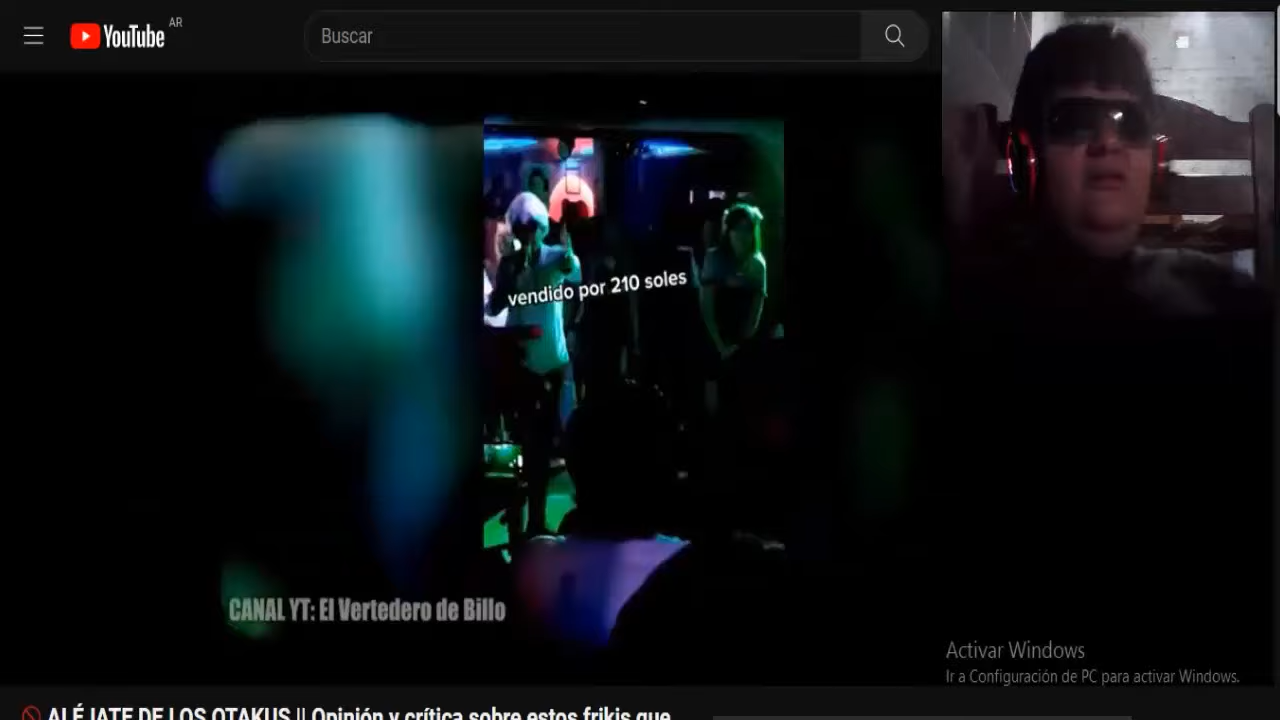 YouTube
AR
Buscar
vendido por 210 soles
CANAL YT: El Vertedero de Billo
Activar Windows
Ir a Configuración de PC para activar Windows.
ALÉJATE DE LOS OTAKUS || Opinión y crítica sobre estos frikis que